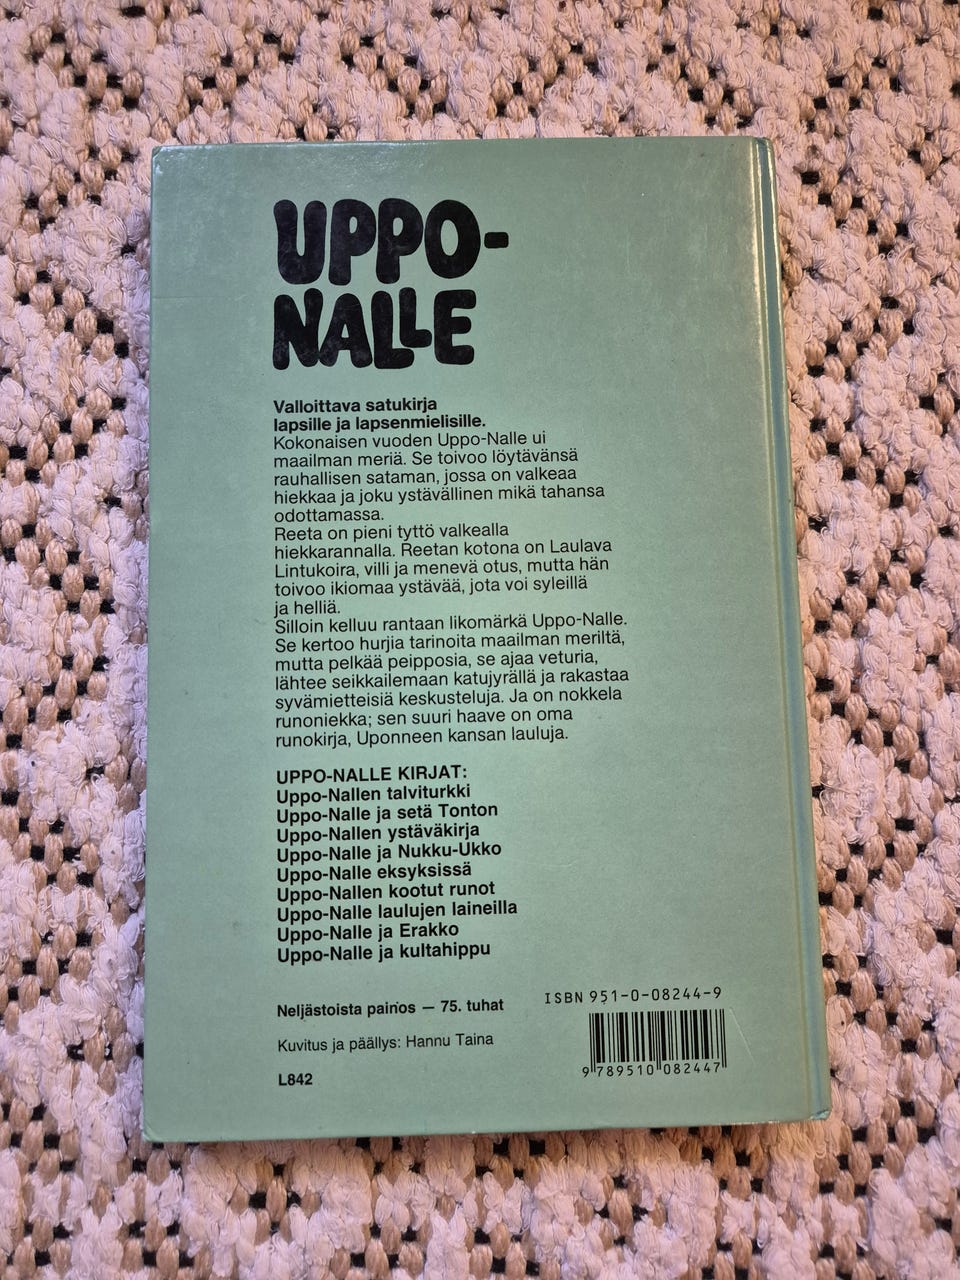 UPPO-
NALLE
Valloittava satukirja
lapsille ja lapsenmielisille.
Kokonaisen vuoden Uppo-Nalle ui
maailman meriä. Se toivoo löytävänsä
rauhallisen sataman, jossa on valkeaa
hiekkaa ja joku ystävällinen mikä tahansa
odottamassa.
Reeta on pieni tyttö valkealla
hiekkarannalla. Reetan kotona on Laulava
Lintukoira, villi ja menevä otus, mutta hän
toivoo ikiomaa ystävää, jota voi syleillä
ja helliä.
Silloin kelluu rantaan likomärkä Uppo-Nalle.
Se kertoo hurjia tarinoita maailman meriltä,
mutta pelkää peipposia, se ajaa veturia,
lähtee seikkailemaan katujyrällä ja rakastaa
syvämietteisiä keskusteluja. Ja on nokkela
runoniekka; sen suuri haave on oma
runokirja, Uponneen kansan lauluja.
UPPO-NALLE KIRJAT:
Uppo-Nallen talviturkki
Uppo-Nalle ja setä Tonton
Uppo-Nallen ystäväkirja
Uppo-Nalle ja Nukku-Ukko
Uppo-Nalle eksyksissä
Uppo-Nallen kootut runot
Uppo-Nalle laulujen laineilla
Uppo-Nalle ja Erakko
Uppo-Nalle ja kultahippu
Neljästoista painos — 75. tuhat
Kuvitus ja päällys: Hannu Taina
L842
ISBN 951-0-08244-9
9 789510 082447